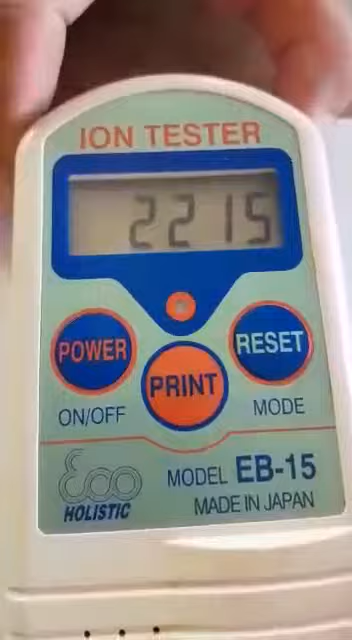 ION TESTER
2215
POWER
RESET
PRINT
ON/OFF
MODE
Eco
HOLISTIC
MODEL EB-15
MADE IN JAPAN